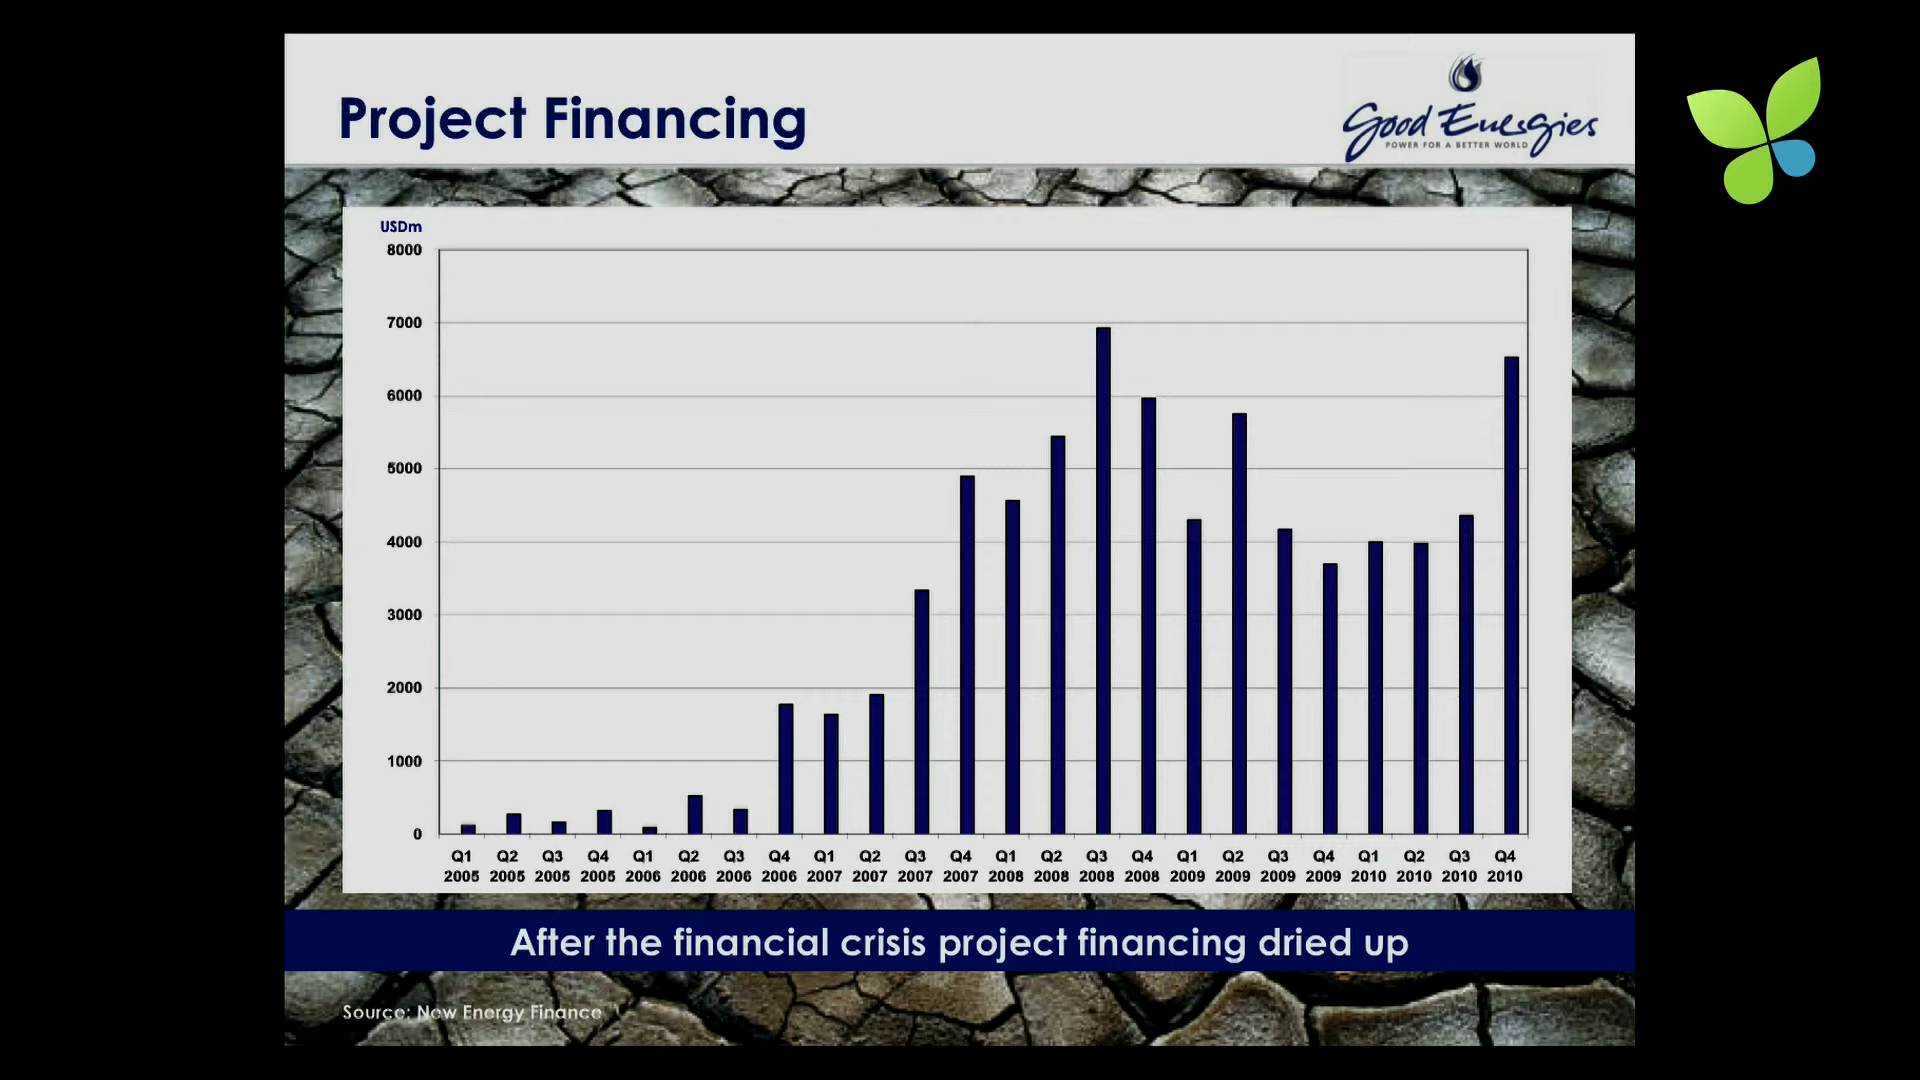 Project Financing
Good Energies
POWER FOR A BETTER WORLD
USDm
8000
7000
6000
5000
4000
3000
2000
1000
0
Q1 Q2 Q3 Q4 Q1 Q2 Q3 Q4 Q1 Q2 Q3 Q4 Q1 Q2 Q3 Q4 Q1 Q2 Q3 Q4 Q1 Q2 Q3 Q4
2005 2005 2005 2005 2006 2006 2006 2006 2007 2007 2007 2007 2008 2008 2008 2008 2009 2009 2009 2009 2010 2010 2010 2010
After the financial crisis project financing dried up
Source: New Energy Finance